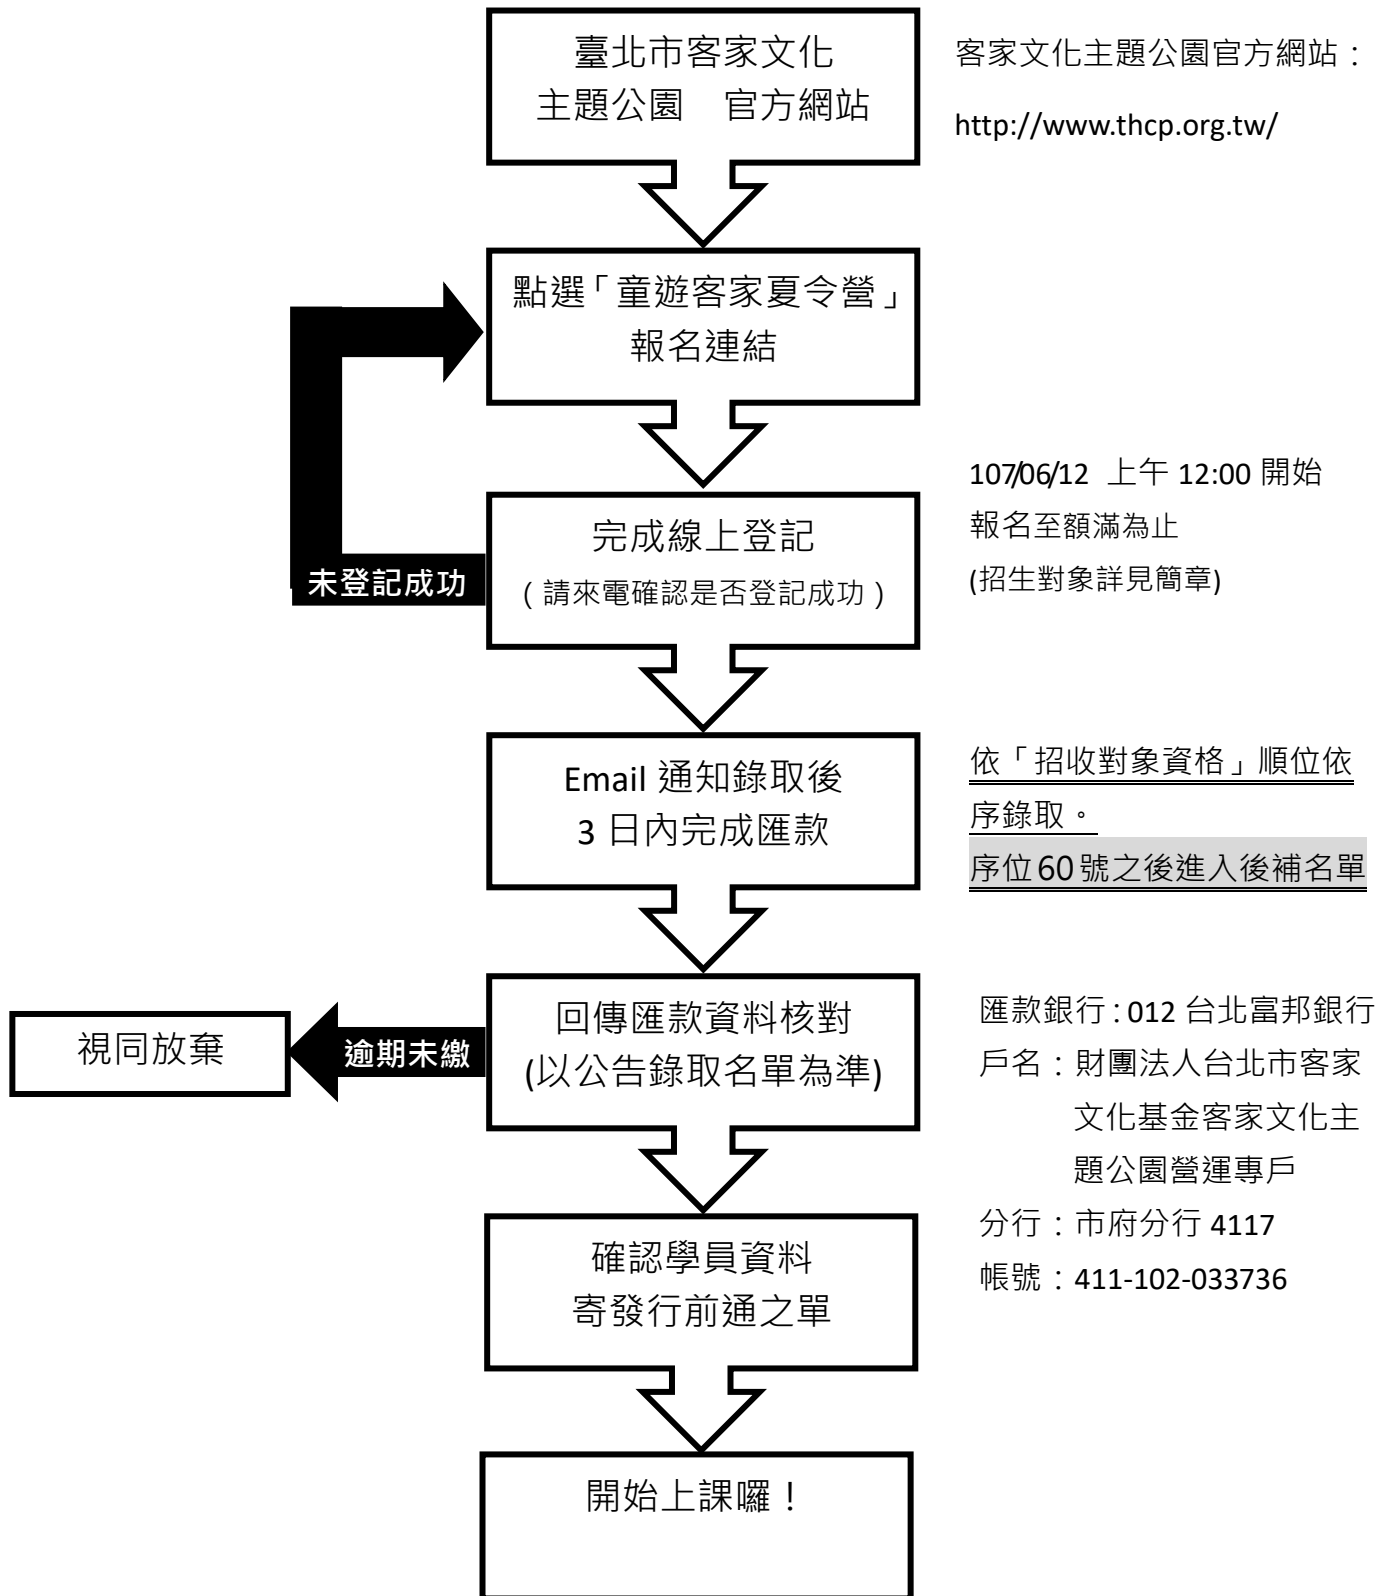 臺北市客家文化
主題公園　官方網站
客家文化主題公園官方網站：
http://www.thcp.org.tw/
點選「童遊客家夏令營」
報名連結
完成線上登記
（請來電確認是否登記成功）
未登記成功
107/06/12 上午 12:00 開始
報名至額滿為止
(招生對象詳見簡章)
Email 通知錄取後
3 日內完成匯款
依「招收對象資格」順位依
序錄取。
序位 60 號之後進入後補名單
回傳匯款資料核對
(以公告錄取名單為準)
逾期未繳
視同放棄
匯款銀行：012 台北富邦銀行
戶名：財團法人台北市客家
文化基金客家文化主
題公園營運專戶
分行：市府分行 4117
帳號：411-102-033736
確認學員資料
寄發行前通之單
開始上課囉！